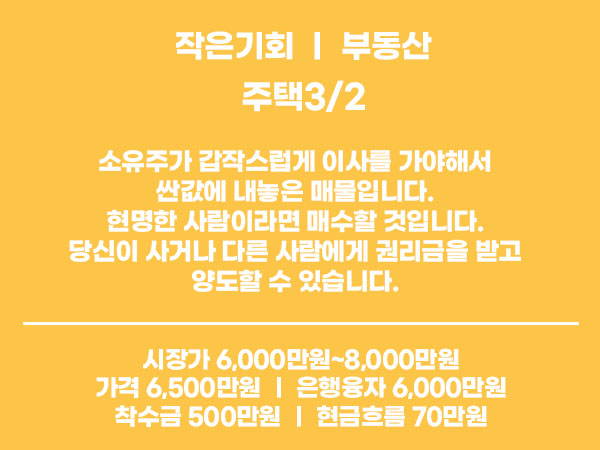 작은기회 ㅣ 부동산
주택3/2
소유주가 갑작스럽게 이사를 가야해서
싼값에 내놓은 매물입니다.
현명한 사람이라면 매수할 것입니다.
당신이 사거나 다른 사람에게 권리금을 받고
양도할 수 있습니다.
시장가 6,000만원~8,000만원
가격 6,500만원 ㅣ 은행융자 6,000만원
착수금 500만원 ㅣ 현금흐름 70만원